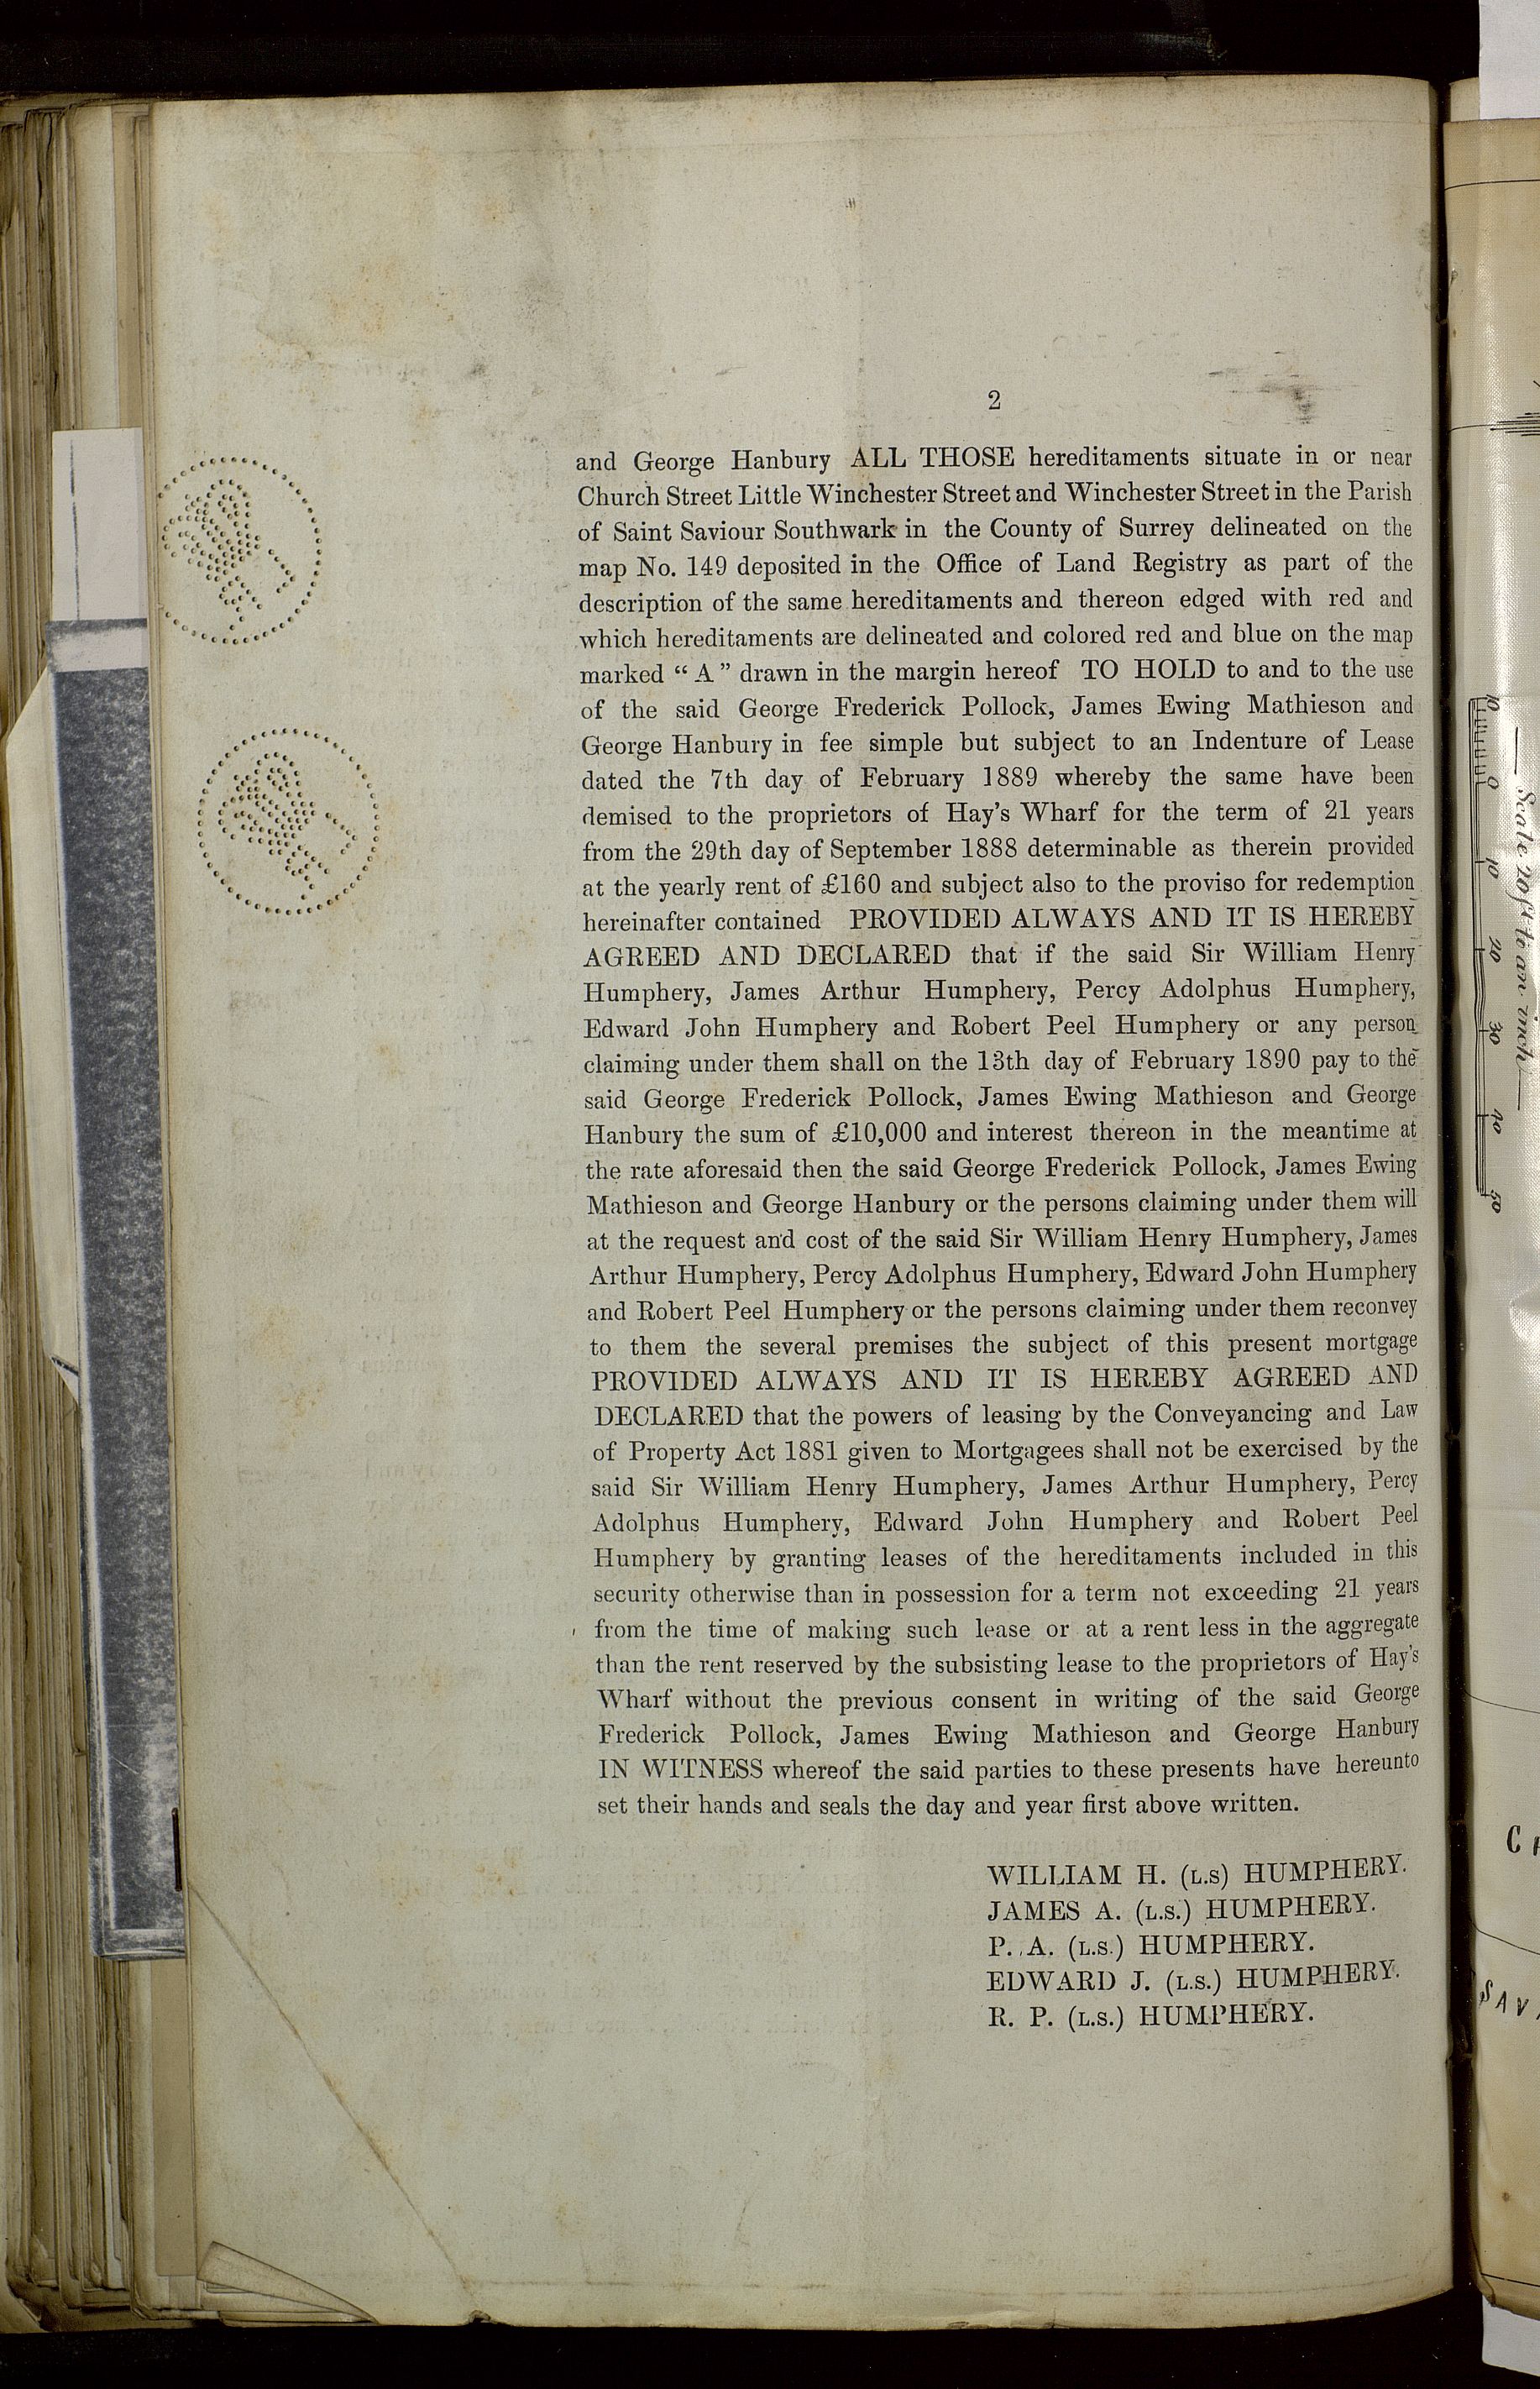 2
and George Hanbury ALL THOSE hereditaments situate in or near
Church Street Little Winchester Street and Winchester Street in the Parish
of Saint Saviour Southwark in the County of Surrey delineated on the
map No. 149 deposited in the Office of Land Registry as part of the
description of the same hereditaments and thereon edged with red and
which hereditaments are delineated and colored red and blue on the map
marked “ A ” drawn in the margin hereof TO HOLD to and to the use
of the said George Frederick Pollock, James Ewing Mathieson and
George Hanbury in fee simple but subject to an Indenture of Lease
dated the 7th day of February 1889 whereby the same have been
demised to the proprietors of Hay's Wharf for the term of 21 years
from the 29th day of September 1888 determinable as therein provided
at the yearly rent of £160 and subject also to the proviso for redemption
hereinafter contained PROVIDED ALWAYS AND IT IS HEREBY
AGREED AND DECLARED that if the said Sir William Henry
Humphery, James Arthur Humphery, Percy Adolphus Humphery,
Edward John Humphery and Robert Peel Humphery or any person
claiming under them shall on the 13th day of February 1890 pay to the
said George Frederick Pollock, James Ewing Mathieson and George
Hanbury the sum of £10,000 and interest thereon in the meantime at
the rate aforesaid then the said George Frederick Pollock, James Ewing
Mathieson and George Hanbury or the persons claiming under them will
at the request and cost of the said Sir William Henry Humphery, James
Arthur Humphery, Percy Adolphus Humphery, Edward John Humphery
and Robert Peel Humphery or the persons claiming under them reconvey
to them the several premises the subject of this present mortgage
PROVIDED ALWAYS AND IT IS HEREBY AGREED AND
DECLARED that the powers of leasing by the Conveyancing and Law
of Property Act 1881 given to Mortgagees shall not be exercised by the
said Sir William Henry Humphery, James Arthur Humphery, Percy
Adolphus Humphery, Edward John Humphery and Robert Peel
Humphery by granting leases of the hereditaments included in this
security otherwise than in possession for a term not exceeding 21 years
from the time of making such lease or at a rent less in the aggregate
than the rent reserved by the subsisting lease to the proprietors of Hay's
Wharf without the previous consent in writing of the said George
Frederick Pollock, James Ewing Mathieson and George Hanbury
IN WITNESS whereof the said parties to these presents have hereunto
set their hands and seals the day and year first above written.
WILLIAM H. (L.S) HUMPHERY.
JAMES A. (L.S.) HUMPHERY.
P. A. (L.S.) HUMPHERY.
EDWARD J. (L.S.) HUMPHERY.
R. P. (L.S.) HUMPHERY.
10 0 10 20 30 40 50
Scale 20 ft to an inch